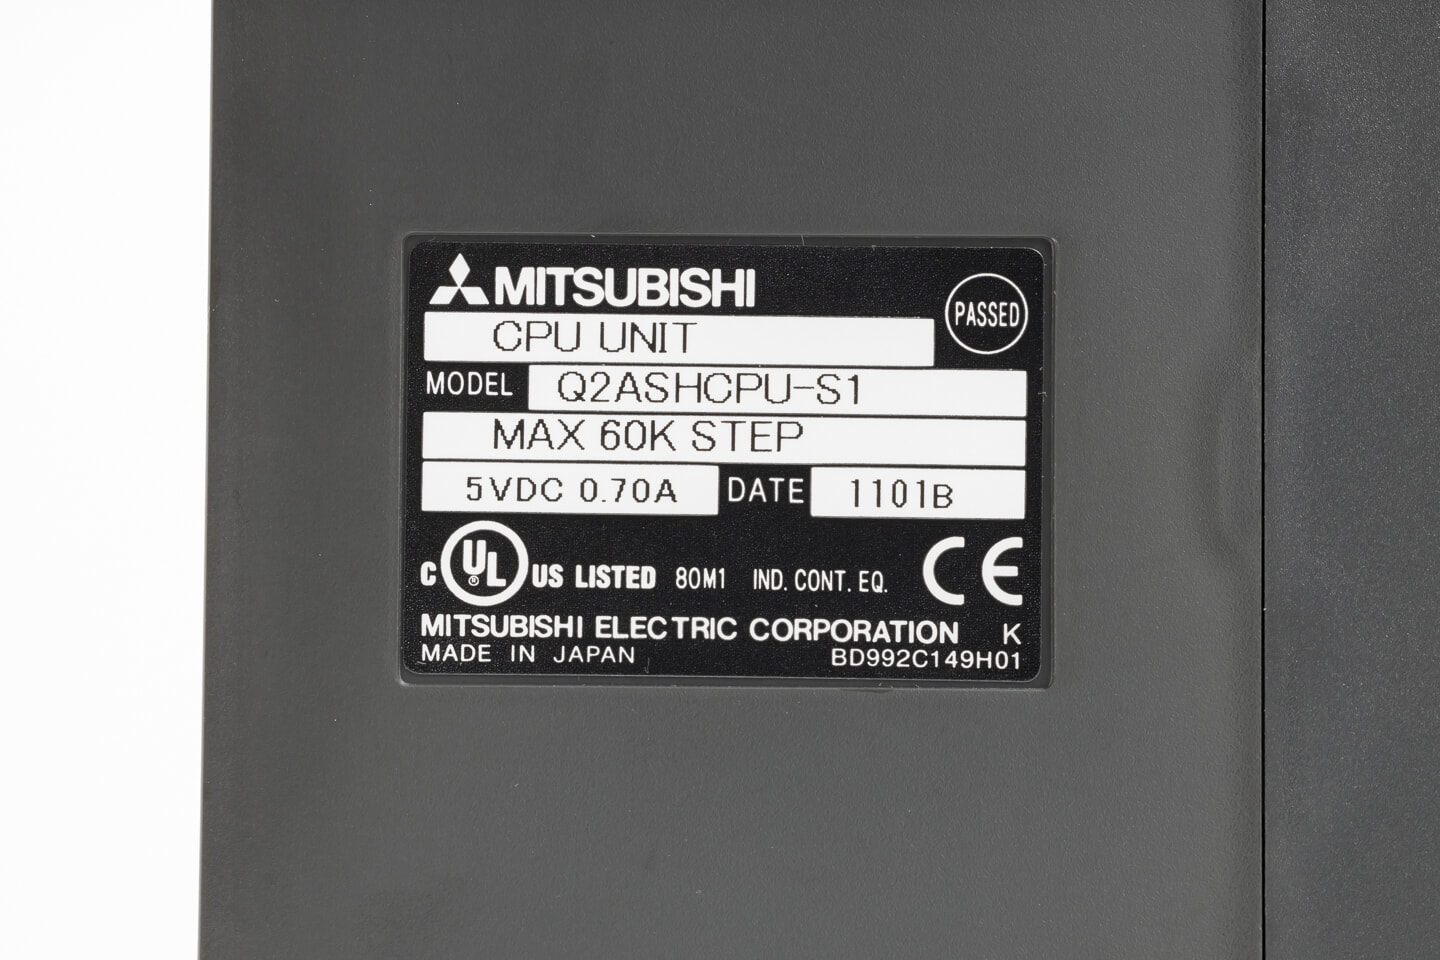 MITSUBISHI
PASSED
CPU UNIT
MODEL Q2ASHCPU-S1
MAX 60K STEP
5VDC 0.70A DATE 1101B
C UL ® US LISTED 80M1 IND. CONT. EQ. CE
MITSUBISHI ELECTRIC CORPORATION K
MADE IN JAPAN BD992C149H01